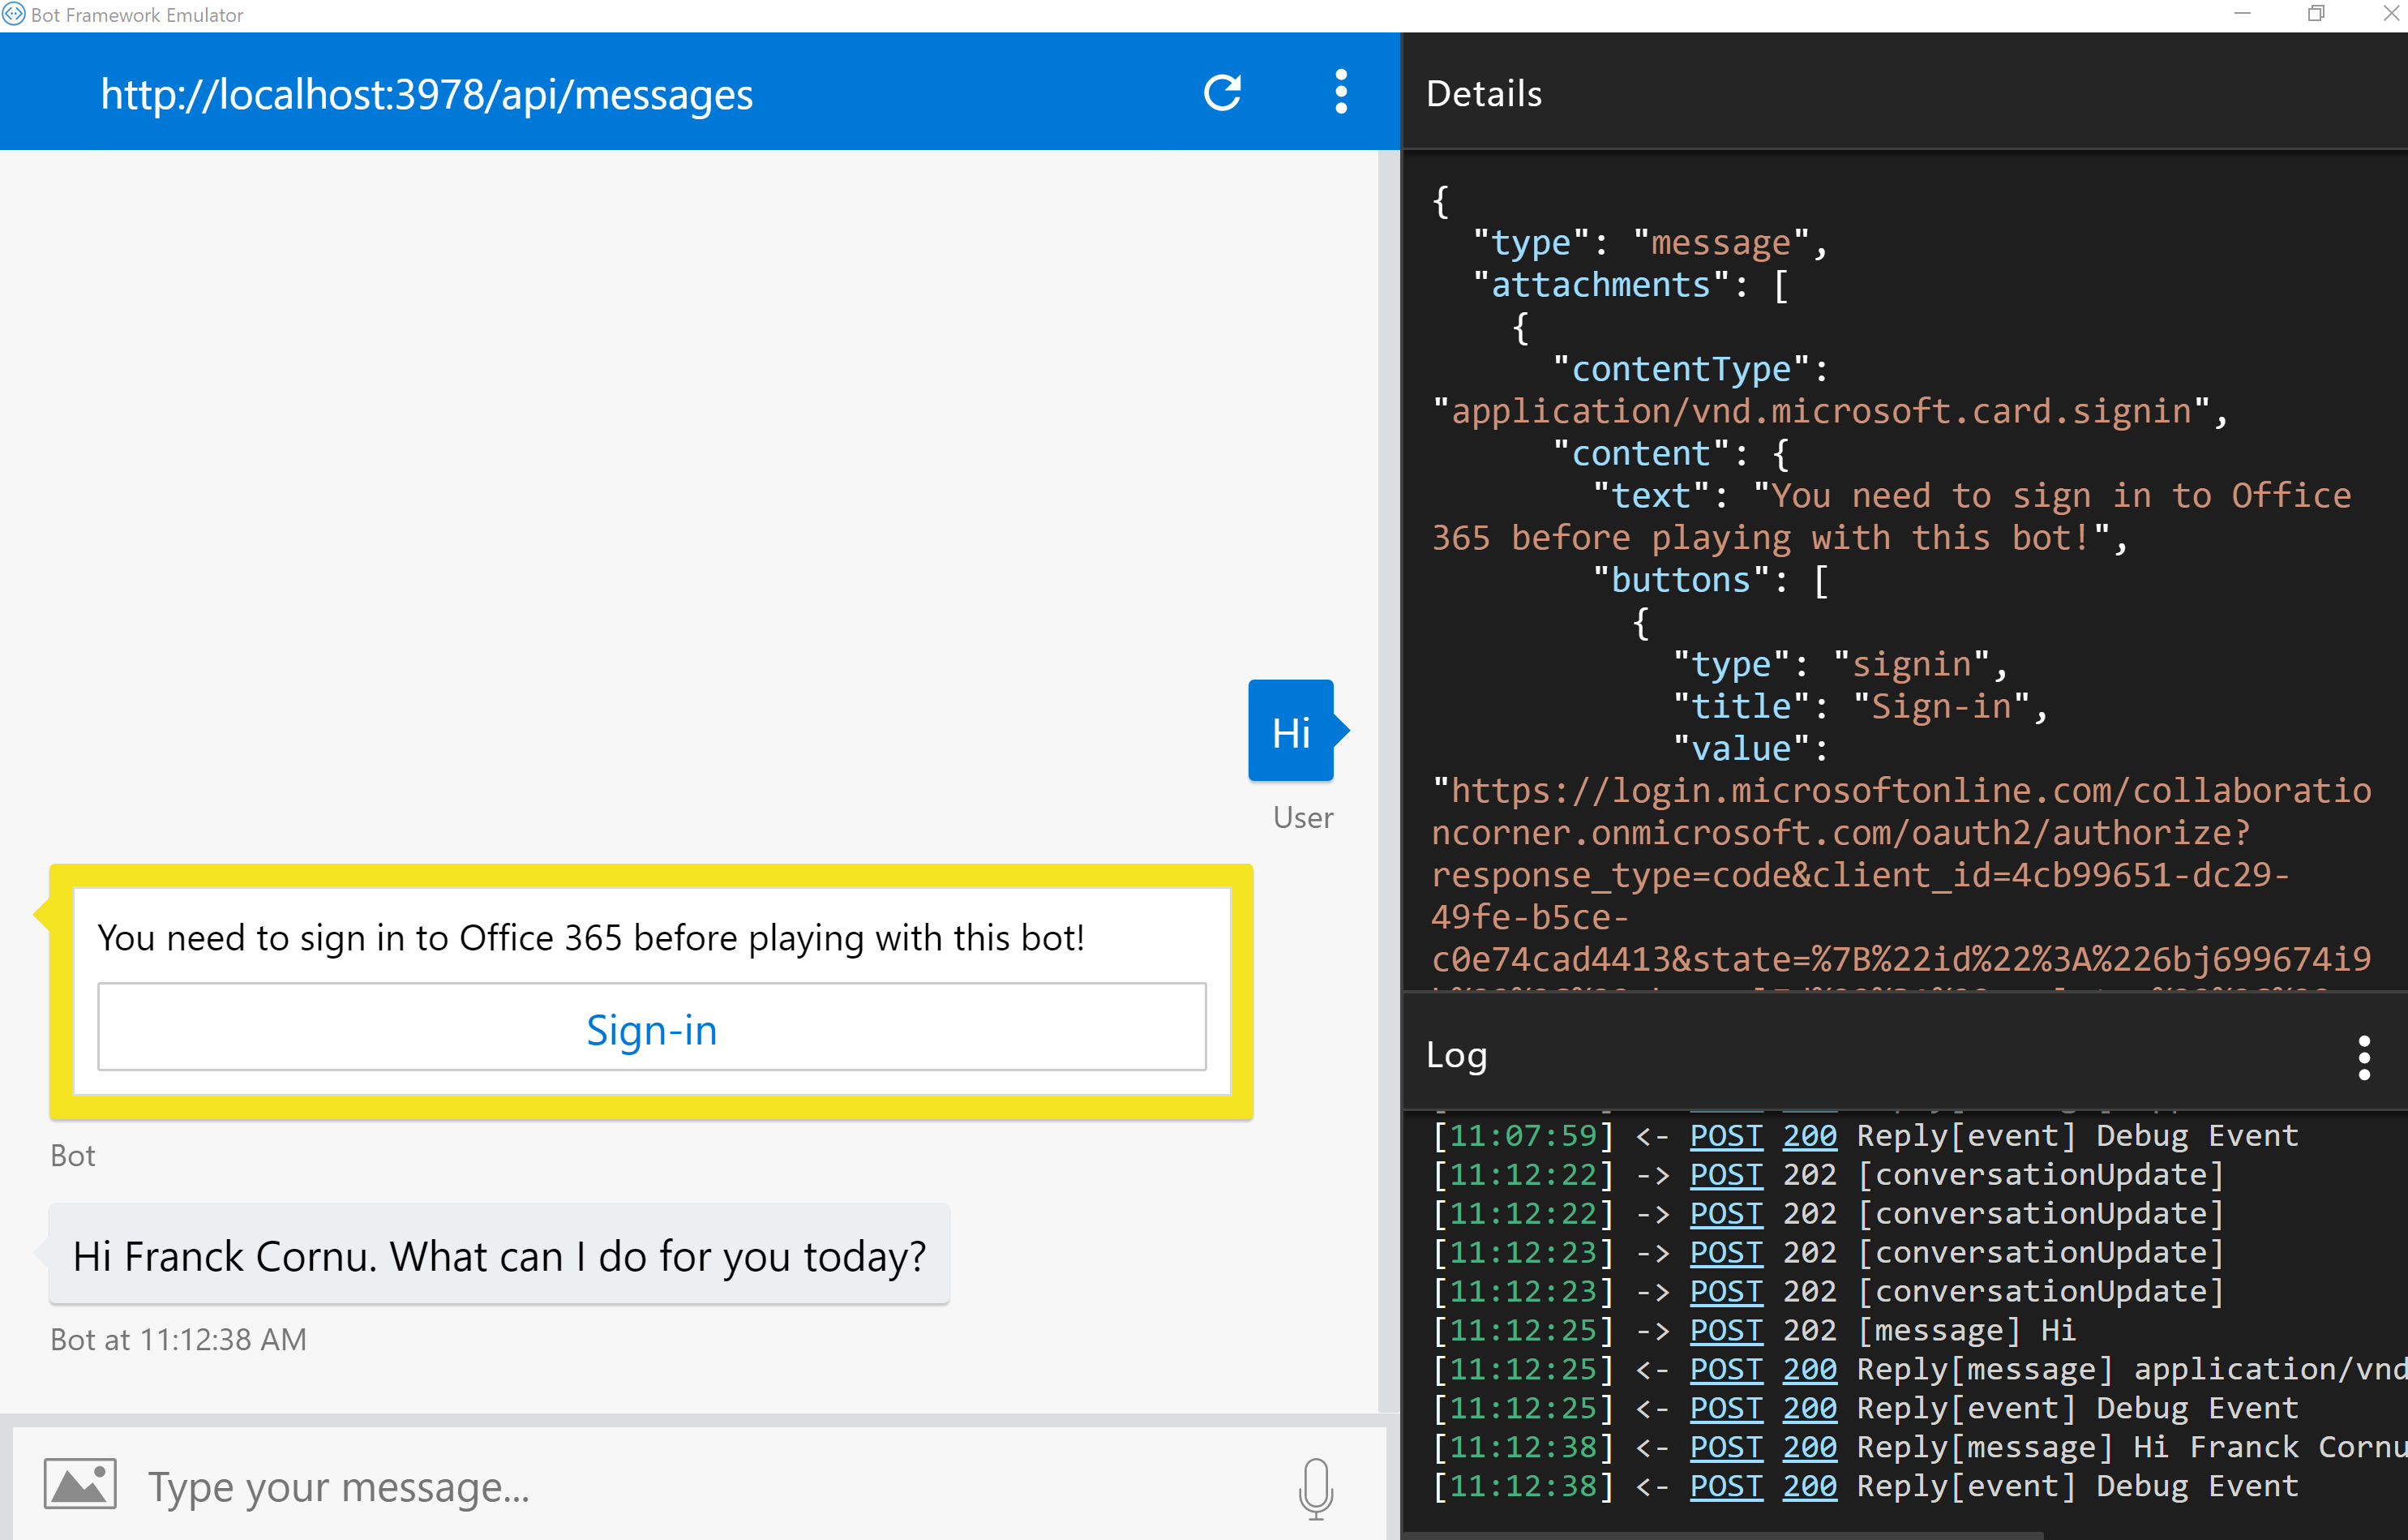 Bot Framework Emulator
http://localhost:3978/api/messages
Hi
User
You need to sign in to Office 365 before playing with this bot!
Sign-in
Bot
Hi Franck Cornu. What can I do for you today?
Bot at 11:12:38 AM
Type your message...
Details
{
"type": "message",
"attachments": [
{
"contentType":
"application/vnd.microsoft.card.signin",
"content": {
"text": "You need to sign in to Office
365 before playing with this bot!",
"buttons": [
{
"type": "signin",
"title": "Sign-in",
"value":
"https://login.microsoftonline.com/collaboratio
ncorner.onmicrosoft.com/oauth2/authorize?
response_type=code&client_id=4cb99651-dc29-
49fe-b5ce-
c0e74cad4413&state=%7B%22id%22%3A%226bj699674i9
Log
[11:07:59] <- POST 200 Reply[event] Debug Event
[11:12:22] -> POST 202 [conversationUpdate]
[11:12:22] -> POST 202 [conversationUpdate]
[11:12:23] -> POST 202 [conversationUpdate]
[11:12:23] -> POST 202 [conversationUpdate]
[11:12:25] -> POST 202 [message] Hi
[11:12:25] <- POST 200 Reply[message] application/vnd
[11:12:25] <- POST 200 Reply[event] Debug Event
[11:12:38] <- POST 200 Reply[message] Hi Franck Cornu
[11:12:38] <- POST 200 Reply[event] Debug Event